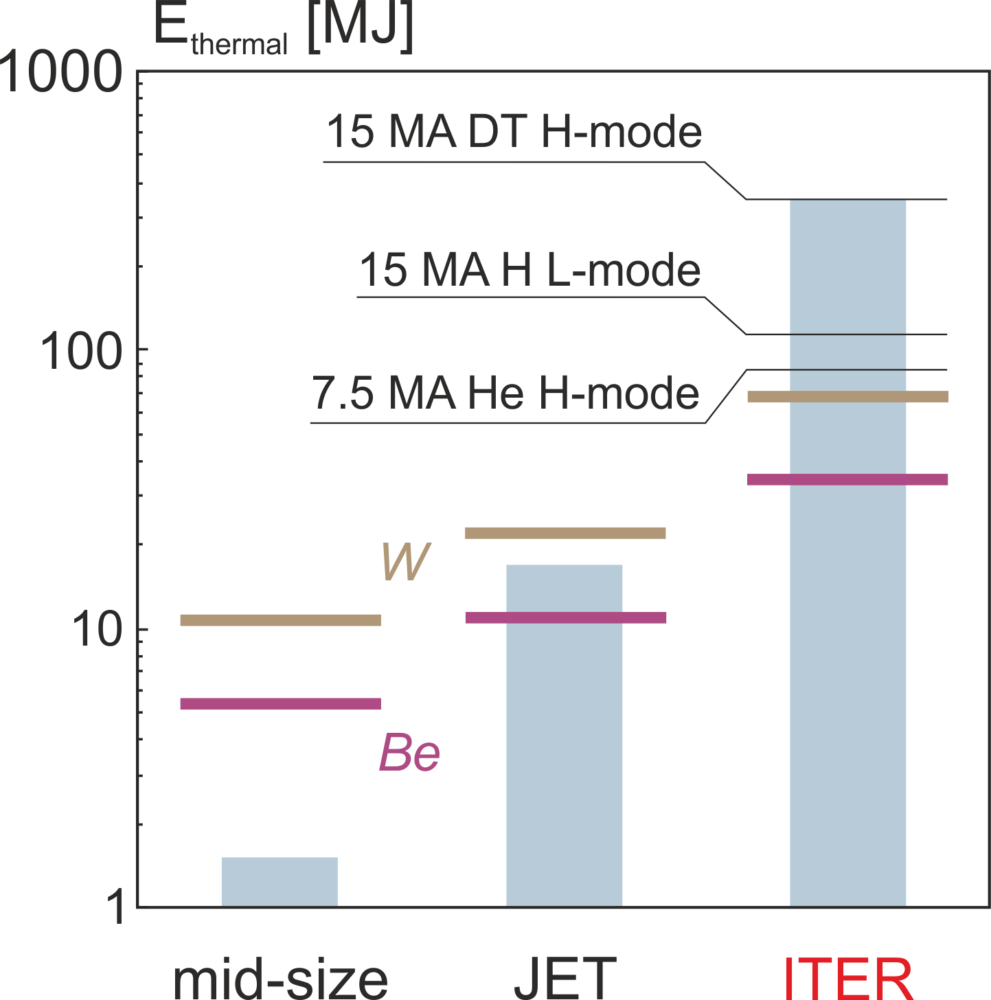 E thermal [MJ]
1000
15 MA DT H-mode
15 MA H L-mode
100
7.5 MA He H-mode
W
10
Be
1
mid-size JET ITER